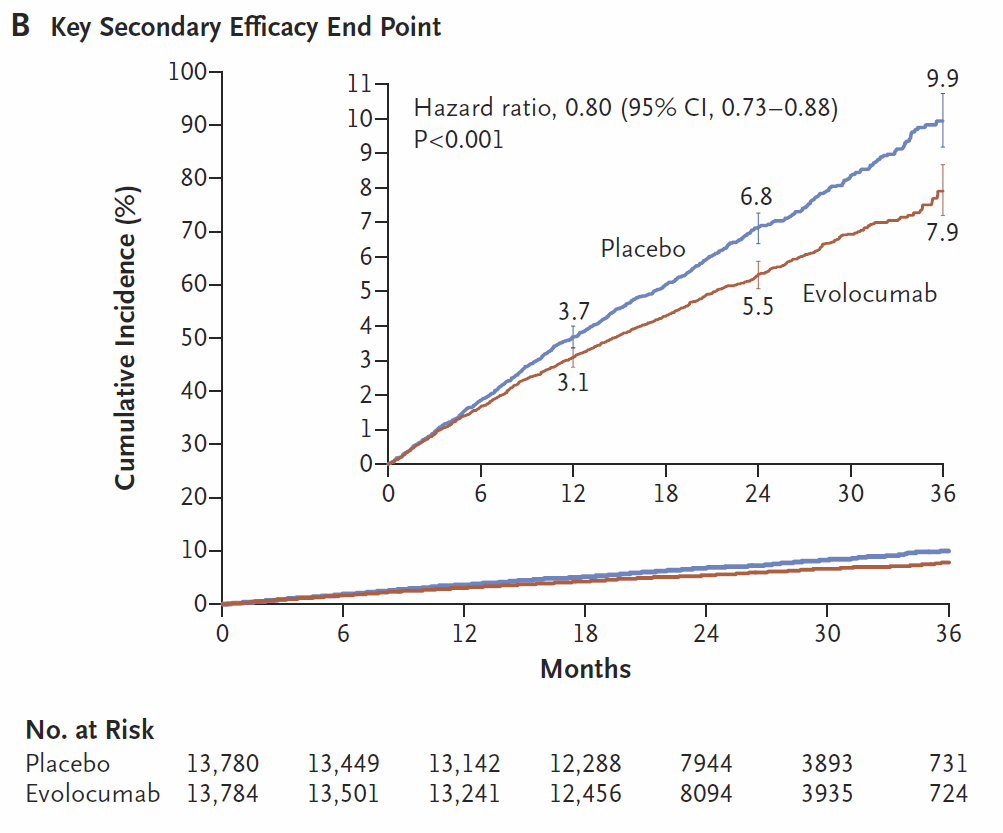 B Key Secondary Efficacy End Point
Cumulative Incidence (%)
100
90
80
70
60
50
40
30
20
10
0
11
10
9
8
7
6
5
4
3
2
1
0
Hazard ratio, 0.80 (95% CI, 0.73–0.88)
P<0.001
9.9
6.8
7.9
Placebo
Evolocumab
5.5
3.7
3.1
0 6 12 18 24 30 36
0 6 12 18 24 30 36
Months
No. at Risk
Placebo 13,780 13,449 13,142 12,288 7944 3893 731
Evolocumab 13,784 13,501 13,241 12,456 8094 3935 724